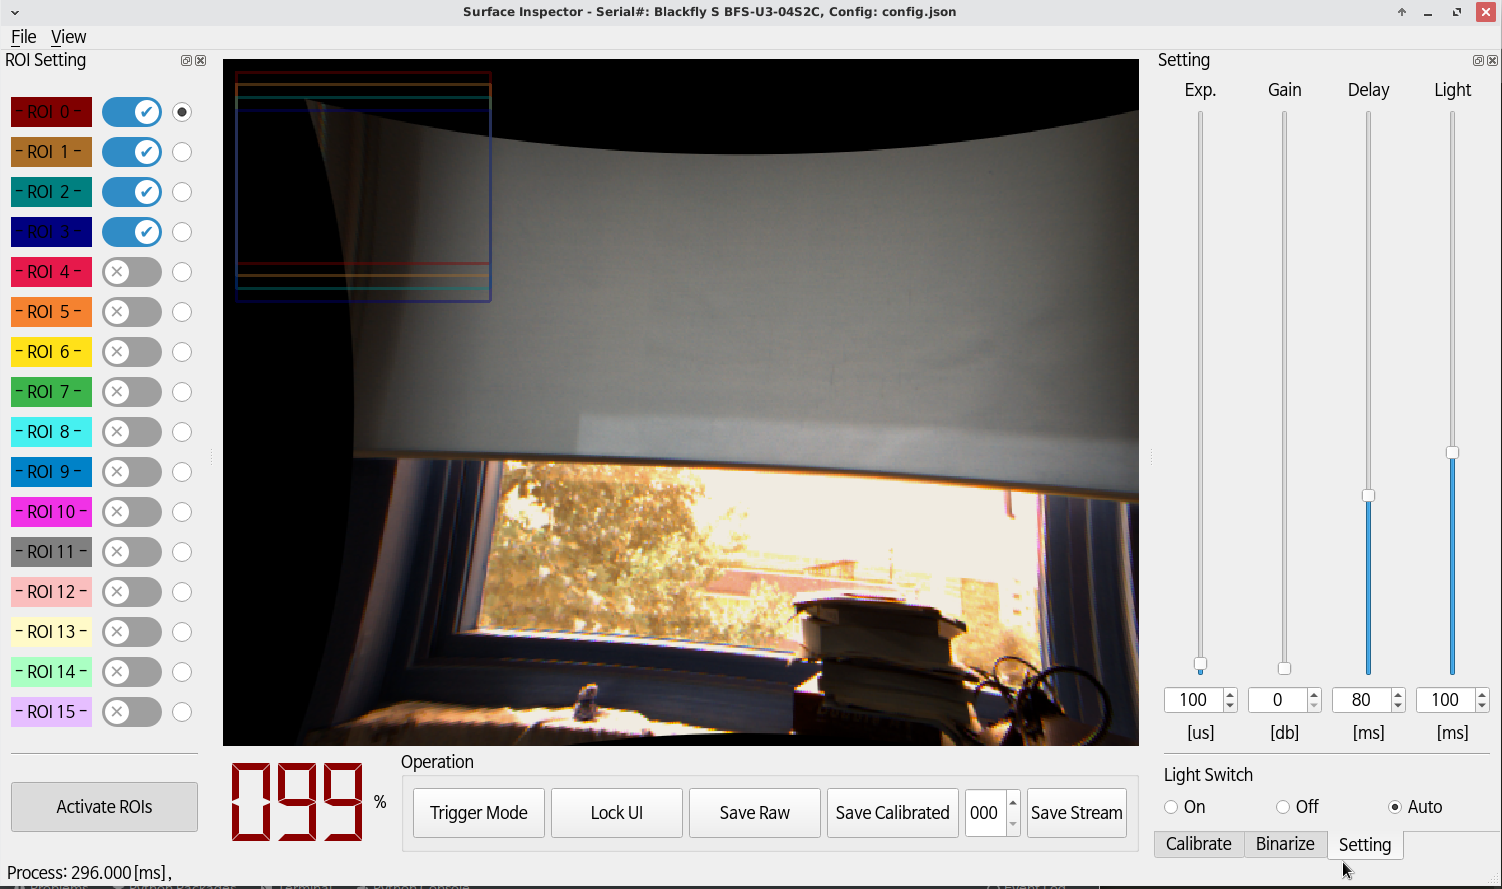 Surface Inspector - Serial#: Blackfly S BFS-U3-04S2C, Config: config.json
File View
ROI Setting
- ROI 0 -
- ROI 1 -
- ROI 2 -
- ROI 3 -
- ROI 4 -
- ROI 5 -
- ROI 6 -
- ROI 7 -
- ROI 8 -
- ROI 9 -
- ROI 10 -
- ROI 11 -
- ROI 12 -
- ROI 13 -
- ROI 14 -
- ROI 15 -
Activate ROIs
099 %
Operation
Trigger Mode Lock UI Save Raw Save Calibrated 000 Save Stream
Setting
Exp. Gain Delay Light
100 0 80 100
[us] [db] [ms] [ms]
Light Switch
On Off Auto
Calibrate Binarize Setting
Process: 296.000 [ms] ,